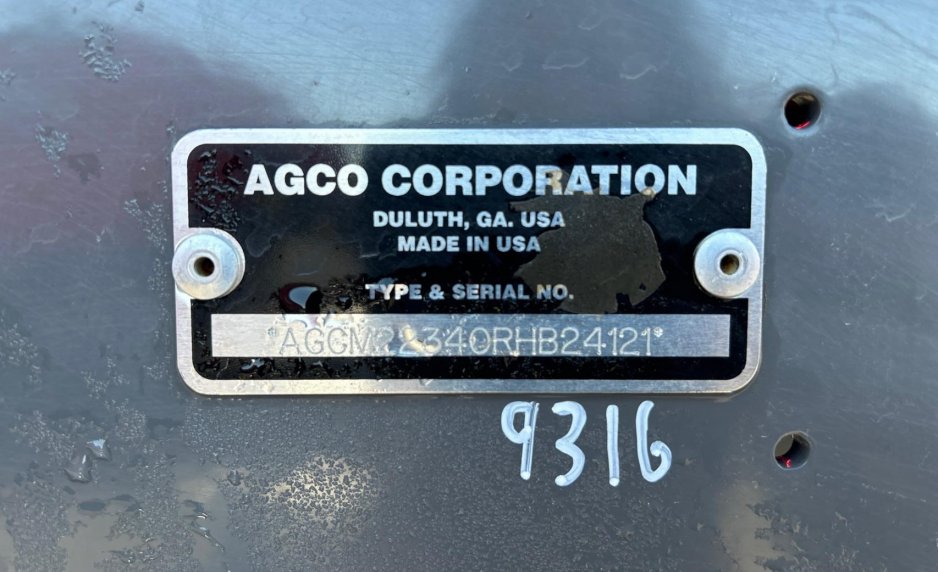 AGCO CORPORATION
DULUTH, GA. USA
MADE IN USA
TYPE & SERIAL NO.
*AGCM22340RHB24121*
9316